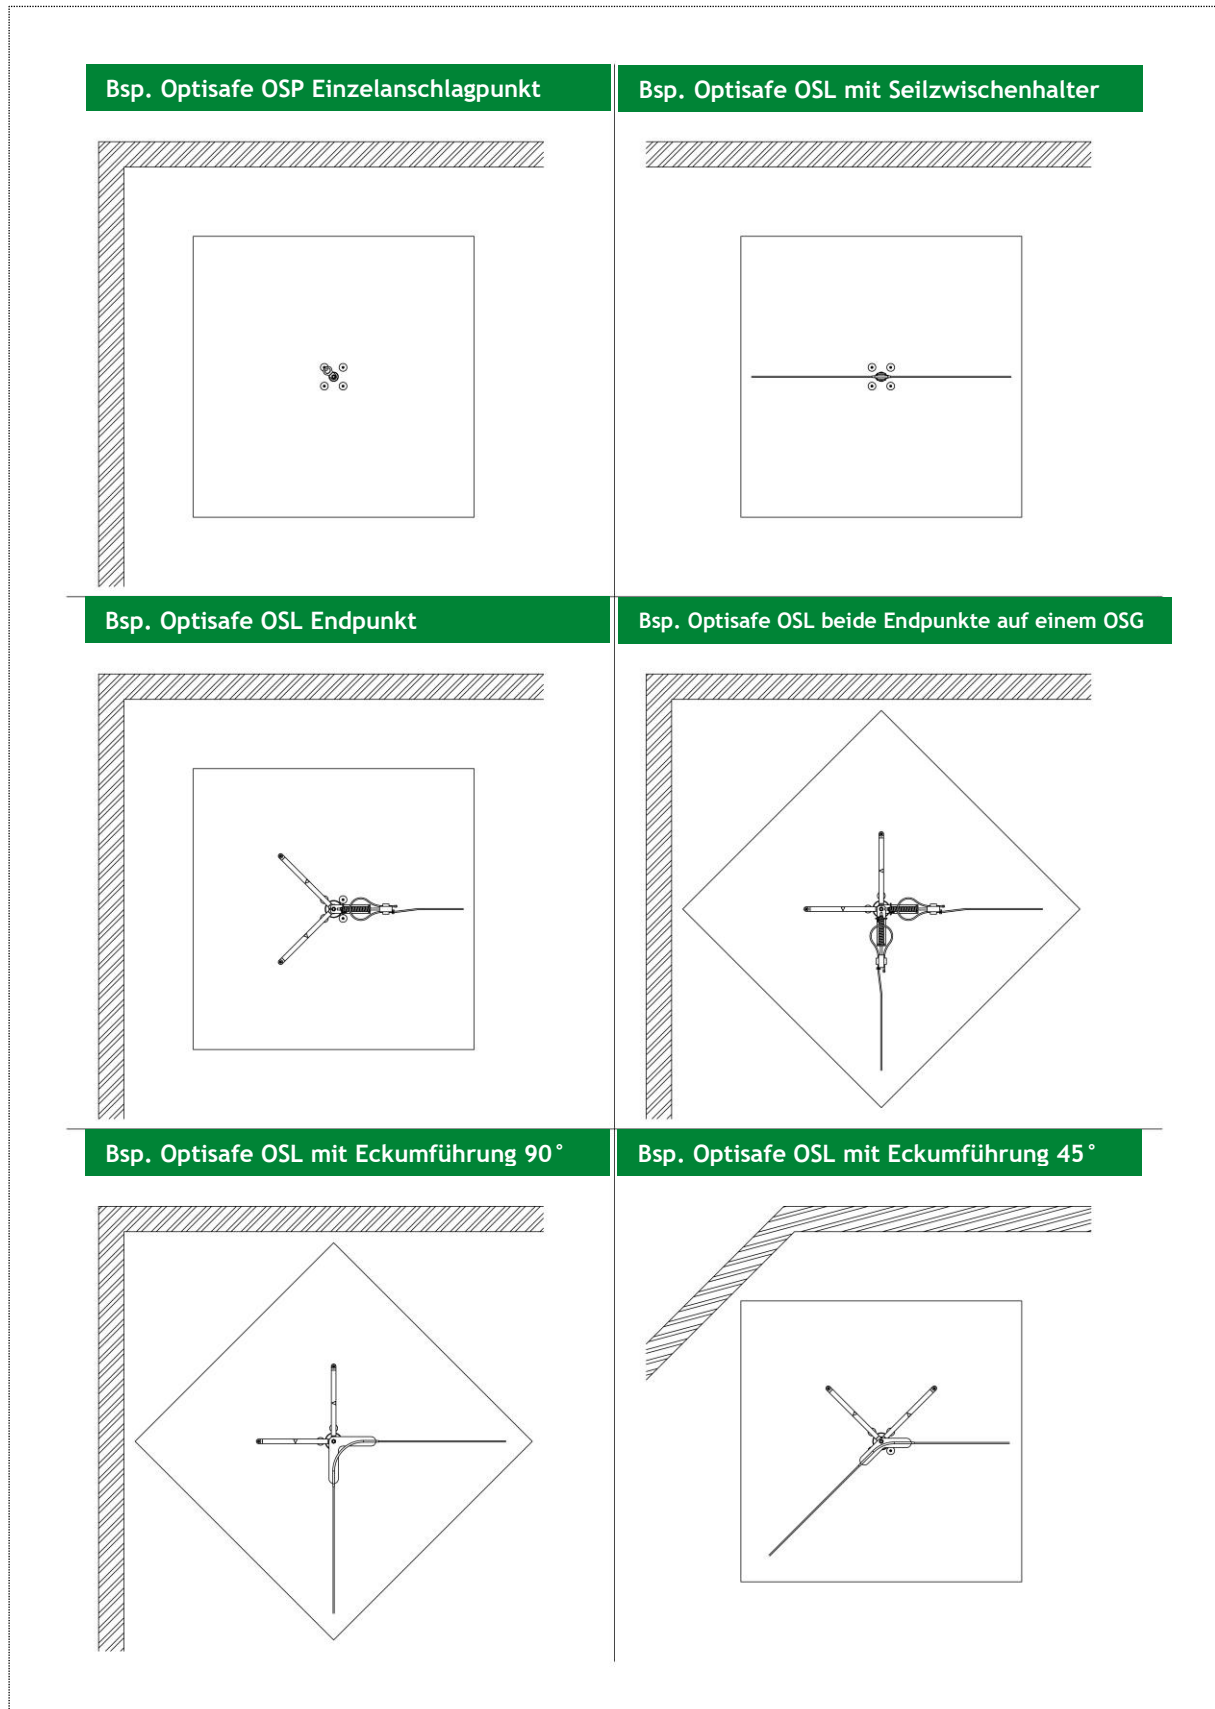 Bsp. Optisafe OSP Einzelanschlagpunkt
Bsp. Optisafe OSL mit Seilzwischenhalter
Bsp. Optisafe OSL Endpunkt
Bsp. Optisafe OSL beide Endpunkte auf einem OSG
Bsp. Optisafe OSL mit Eckumführung 90°
Bsp. Optisafe OSL mit Eckumführung 45°